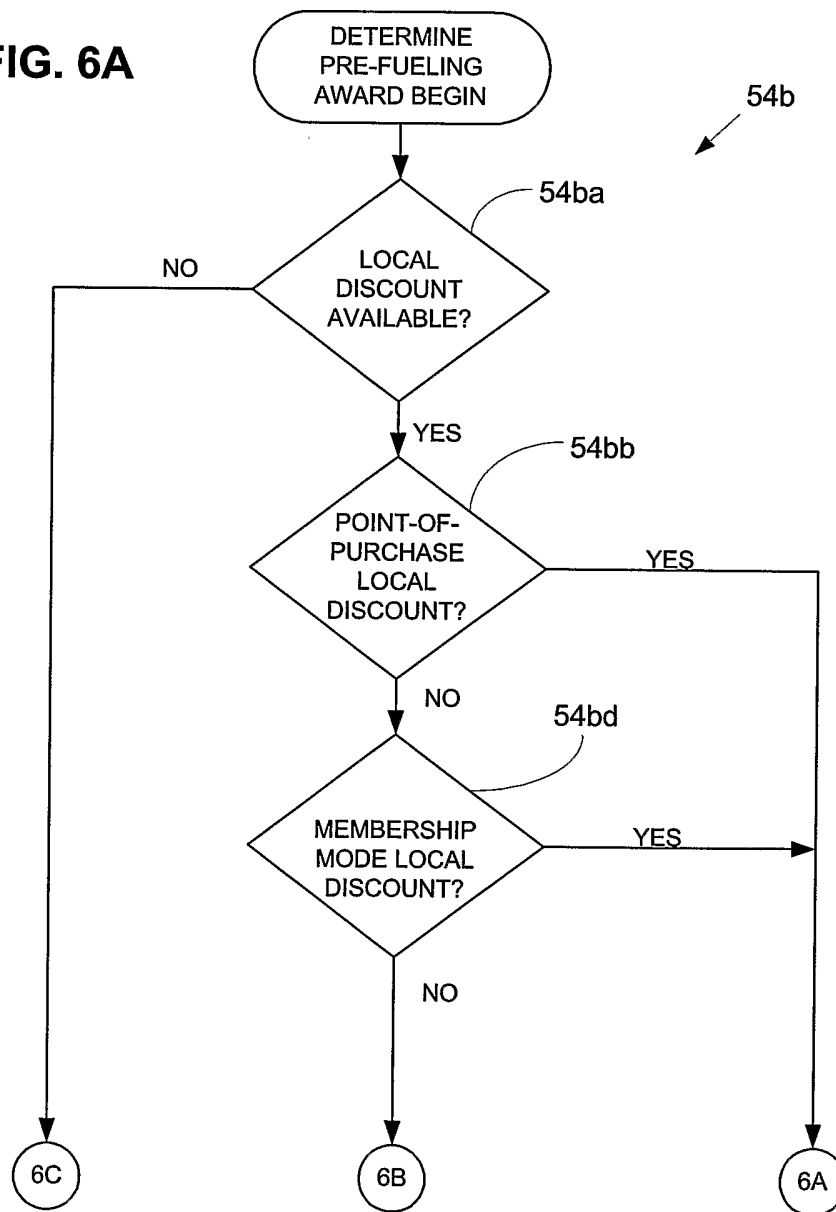 FIG. 6A
DETERMINE
PRE-FUELING
AWARD BEGIN
54b
54ba
LOCAL
DISCOUNT
AVAILABLE?
NO
YES
54bb
POINT-OF-
PURCHASE
LOCAL
DISCOUNT?
YES
NO
54bd
MEMBERSHIP
MODE LOCAL
DISCOUNT?
YES
NO
6C
6B
6A